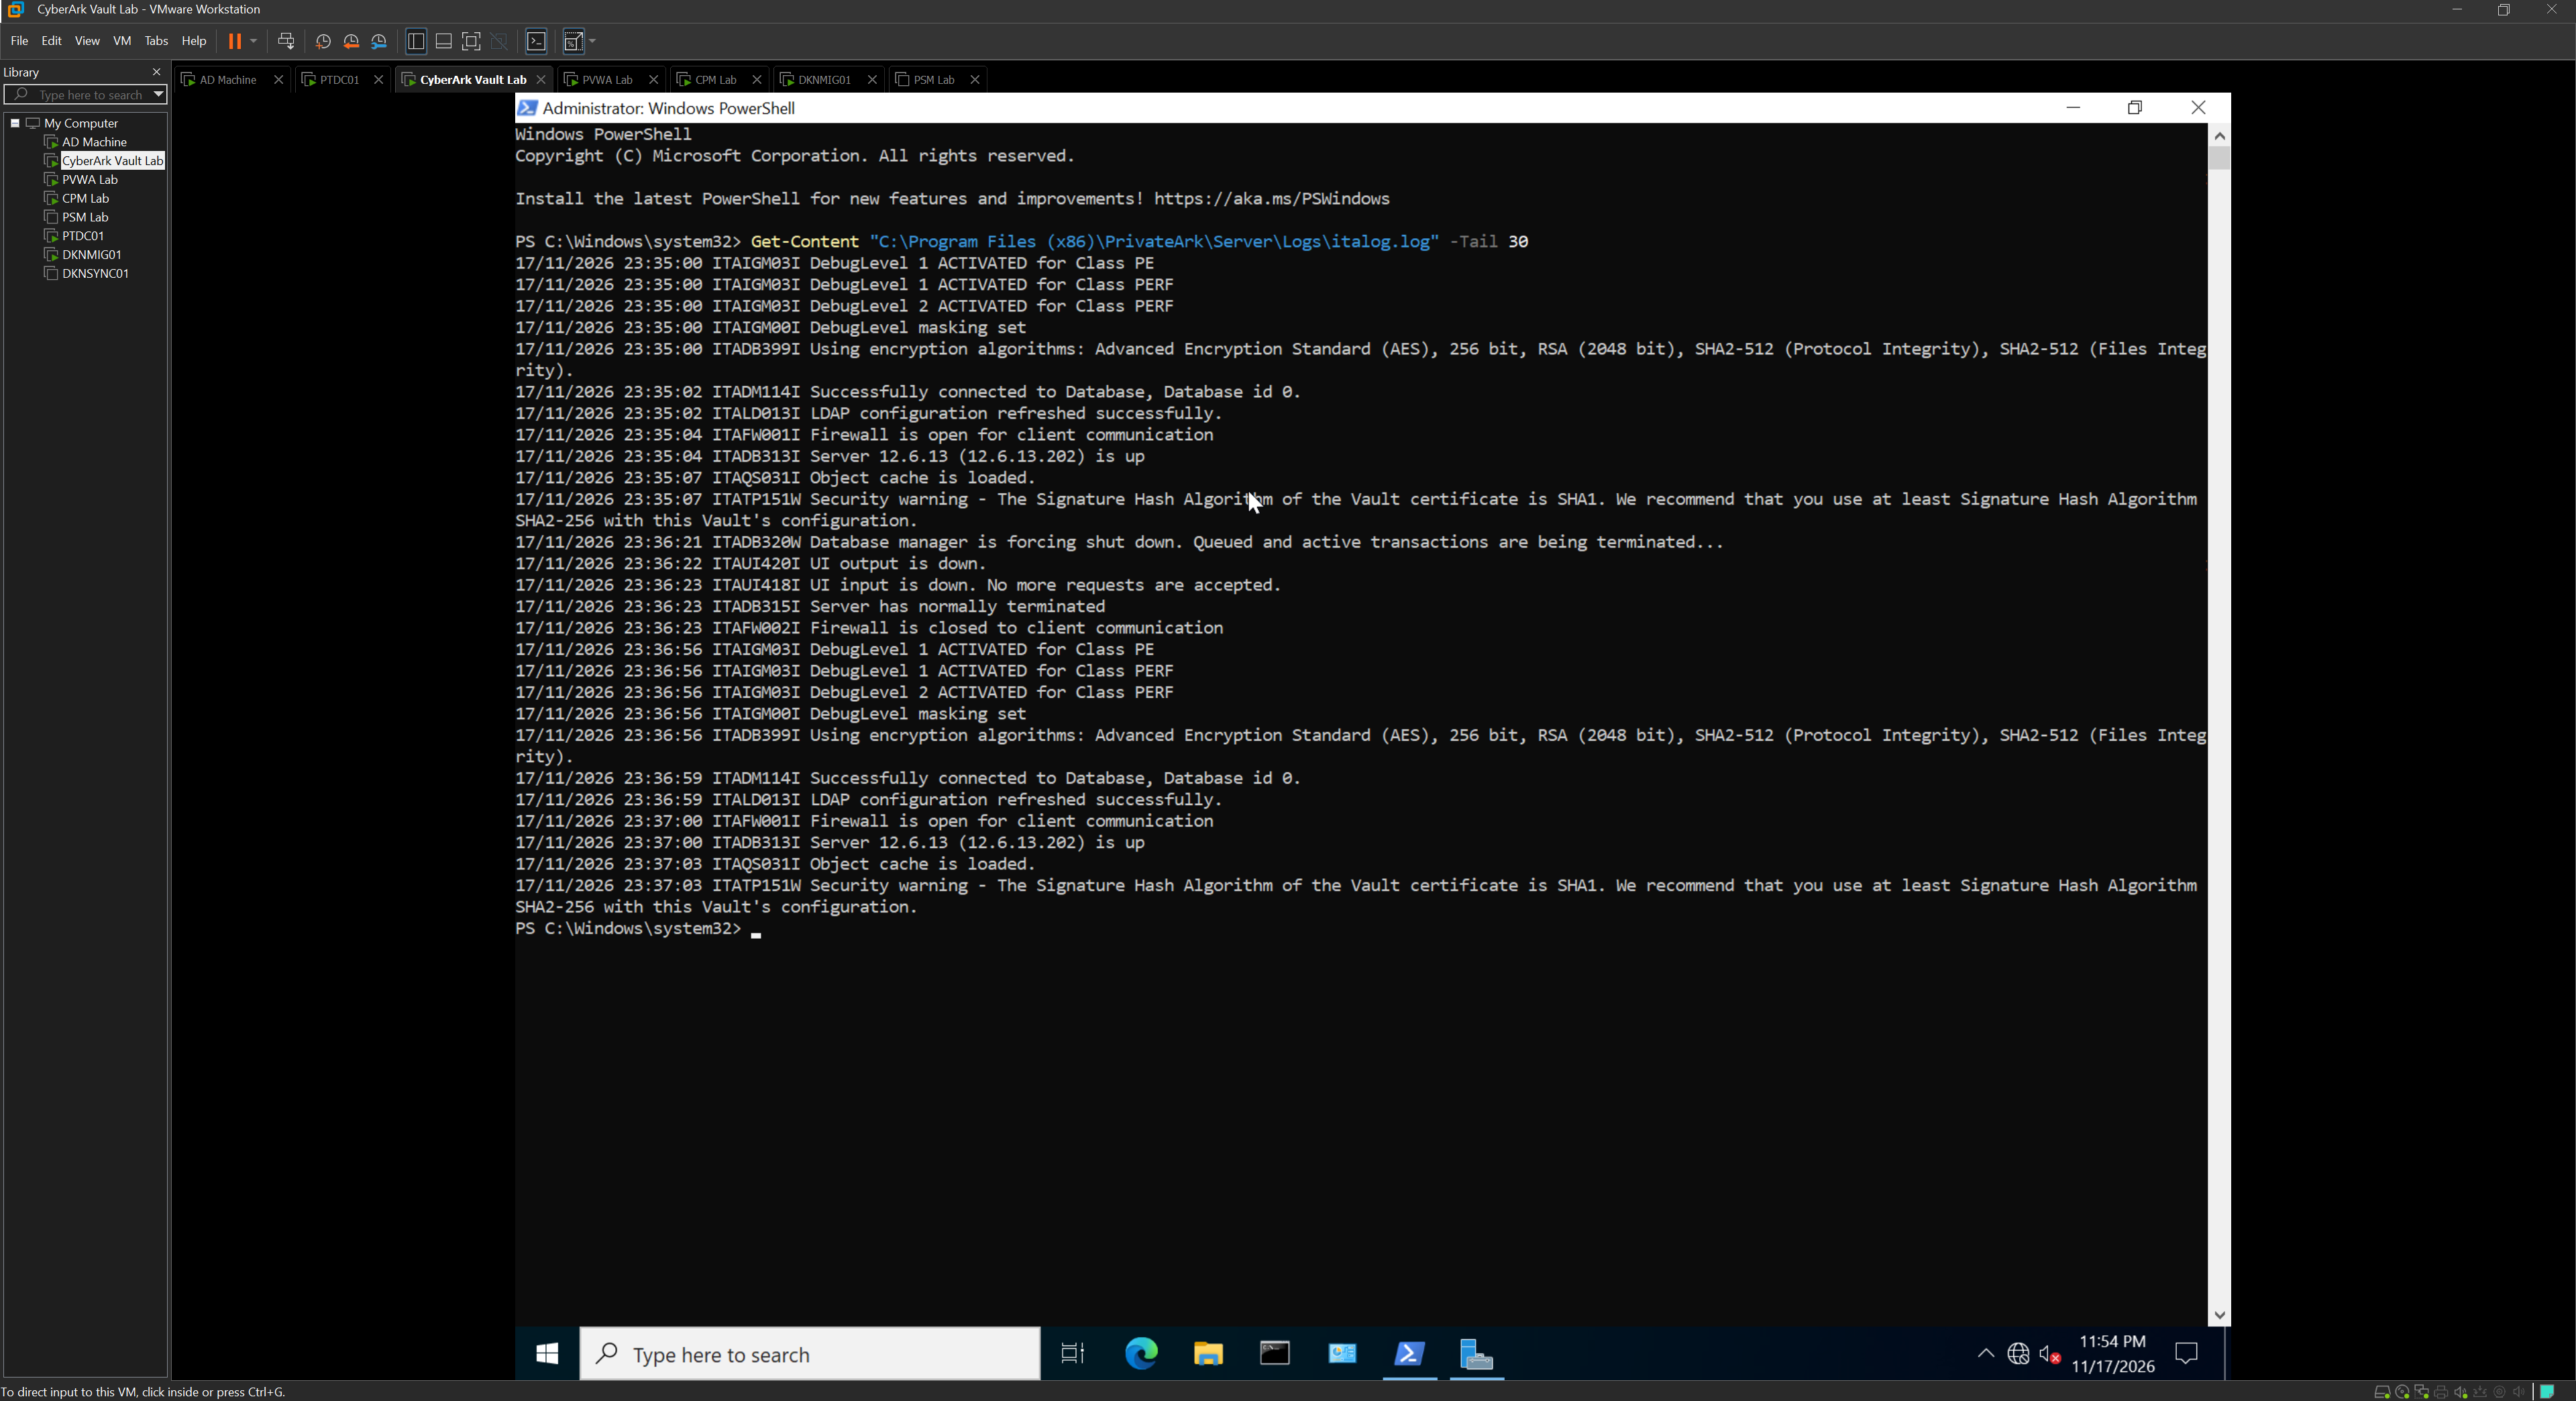 CyberArk Vault Lab - VMware Workstation
File Edit View VM Tabs Help
Library
Type here to search
AD Machine
PTDC01
CyberArk Vault Lab
PVWA Lab
CPM Lab
DKNMIG01
PSM Lab
My Computer
AD Machine
CyberArk Vault Lab
PVWA Lab
CPM Lab
PSM Lab
PTDC01
DKNMIG01
DKNSYNC01
Administrator: Windows PowerShell
Windows PowerShell
Copyright (C) Microsoft Corporation. All rights reserved.
Install the latest PowerShell for new features and improvements! https://aka.ms/PSWindows
PS C:\Windows\system32> Get-Content "C:\Program Files (x86)\PrivateArk\Server\Logs\italog.log" -Tail 30
17/11/2026 23:35:00 ITAIGM03I DebugLevel 1 ACTIVATED for Class PE
17/11/2026 23:35:00 ITAIGM03I DebugLevel 1 ACTIVATED for Class PERF
17/11/2026 23:35:00 ITAIGM03I DebugLevel 2 ACTIVATED for Class PERF
17/11/2026 23:35:00 ITAIGM00I DebugLevel masking set
17/11/2026 23:35:00 ITADB399I Using encryption algorithms: Advanced Encryption Standard (AES), 256 bit, RSA (2048 bit), SHA2-512 (Protocol Integrity), SHA2-512 (Files Integ
rity).
17/11/2026 23:35:02 ITADM114I Successfully connected to Database, Database id 0.
17/11/2026 23:35:02 ITALD013I LDAP configuration refreshed successfully.
17/11/2026 23:35:04 ITAFW001I Firewall is open for client communication
17/11/2026 23:35:04 ITADB313I Server 12.6.13 (12.6.13.202) is up
17/11/2026 23:35:07 ITAQS031I Object cache is loaded.
17/11/2026 23:35:07 ITATP151W Security warning - The Signature Hash Algorithm of the Vault certificate is SHA1. We recommend that you use at least Signature Hash Algorithm
SHA2-256 with this Vault's configuration.
17/11/2026 23:36:21 ITADB320W Database manager is forcing shut down. Queued and active transactions are being terminated...
17/11/2026 23:36:22 ITAUI420I UI output is down.
17/11/2026 23:36:23 ITAUI418I UI input is down. No more requests are accepted.
17/11/2026 23:36:23 ITADB315I Server has normally terminated
17/11/2026 23:36:23 ITAFW002I Firewall is closed to client communication
17/11/2026 23:36:56 ITAIGM03I DebugLevel 1 ACTIVATED for Class PE
17/11/2026 23:36:56 ITAIGM03I DebugLevel 1 ACTIVATED for Class PERF
17/11/2026 23:36:56 ITAIGM03I DebugLevel 2 ACTIVATED for Class PERF
17/11/2026 23:36:56 ITAIGM00I DebugLevel masking set
17/11/2026 23:36:56 ITADB399I Using encryption algorithms: Advanced Encryption Standard (AES), 256 bit, RSA (2048 bit), SHA2-512 (Protocol Integrity), SHA2-512 (Files Integ
rity).
17/11/2026 23:36:59 ITADM114I Successfully connected to Database, Database id 0.
17/11/2026 23:36:59 ITALD013I LDAP configuration refreshed successfully.
17/11/2026 23:37:00 ITAFW001I Firewall is open for client communication
17/11/2026 23:37:00 ITADB313I Server 12.6.13 (12.6.13.202) is up
17/11/2026 23:37:03 ITAQS031I Object cache is loaded.
17/11/2026 23:37:03 ITATP151W Security warning - The Signature Hash Algorithm of the Vault certificate is SHA1. We recommend that you use at least Signature Hash Algorithm
SHA2-256 with this Vault's configuration.
PS C:\Windows\system32>
Type here to search
11:54 PM
11/17/2026
To direct input to this VM, click inside or press Ctrl+G.